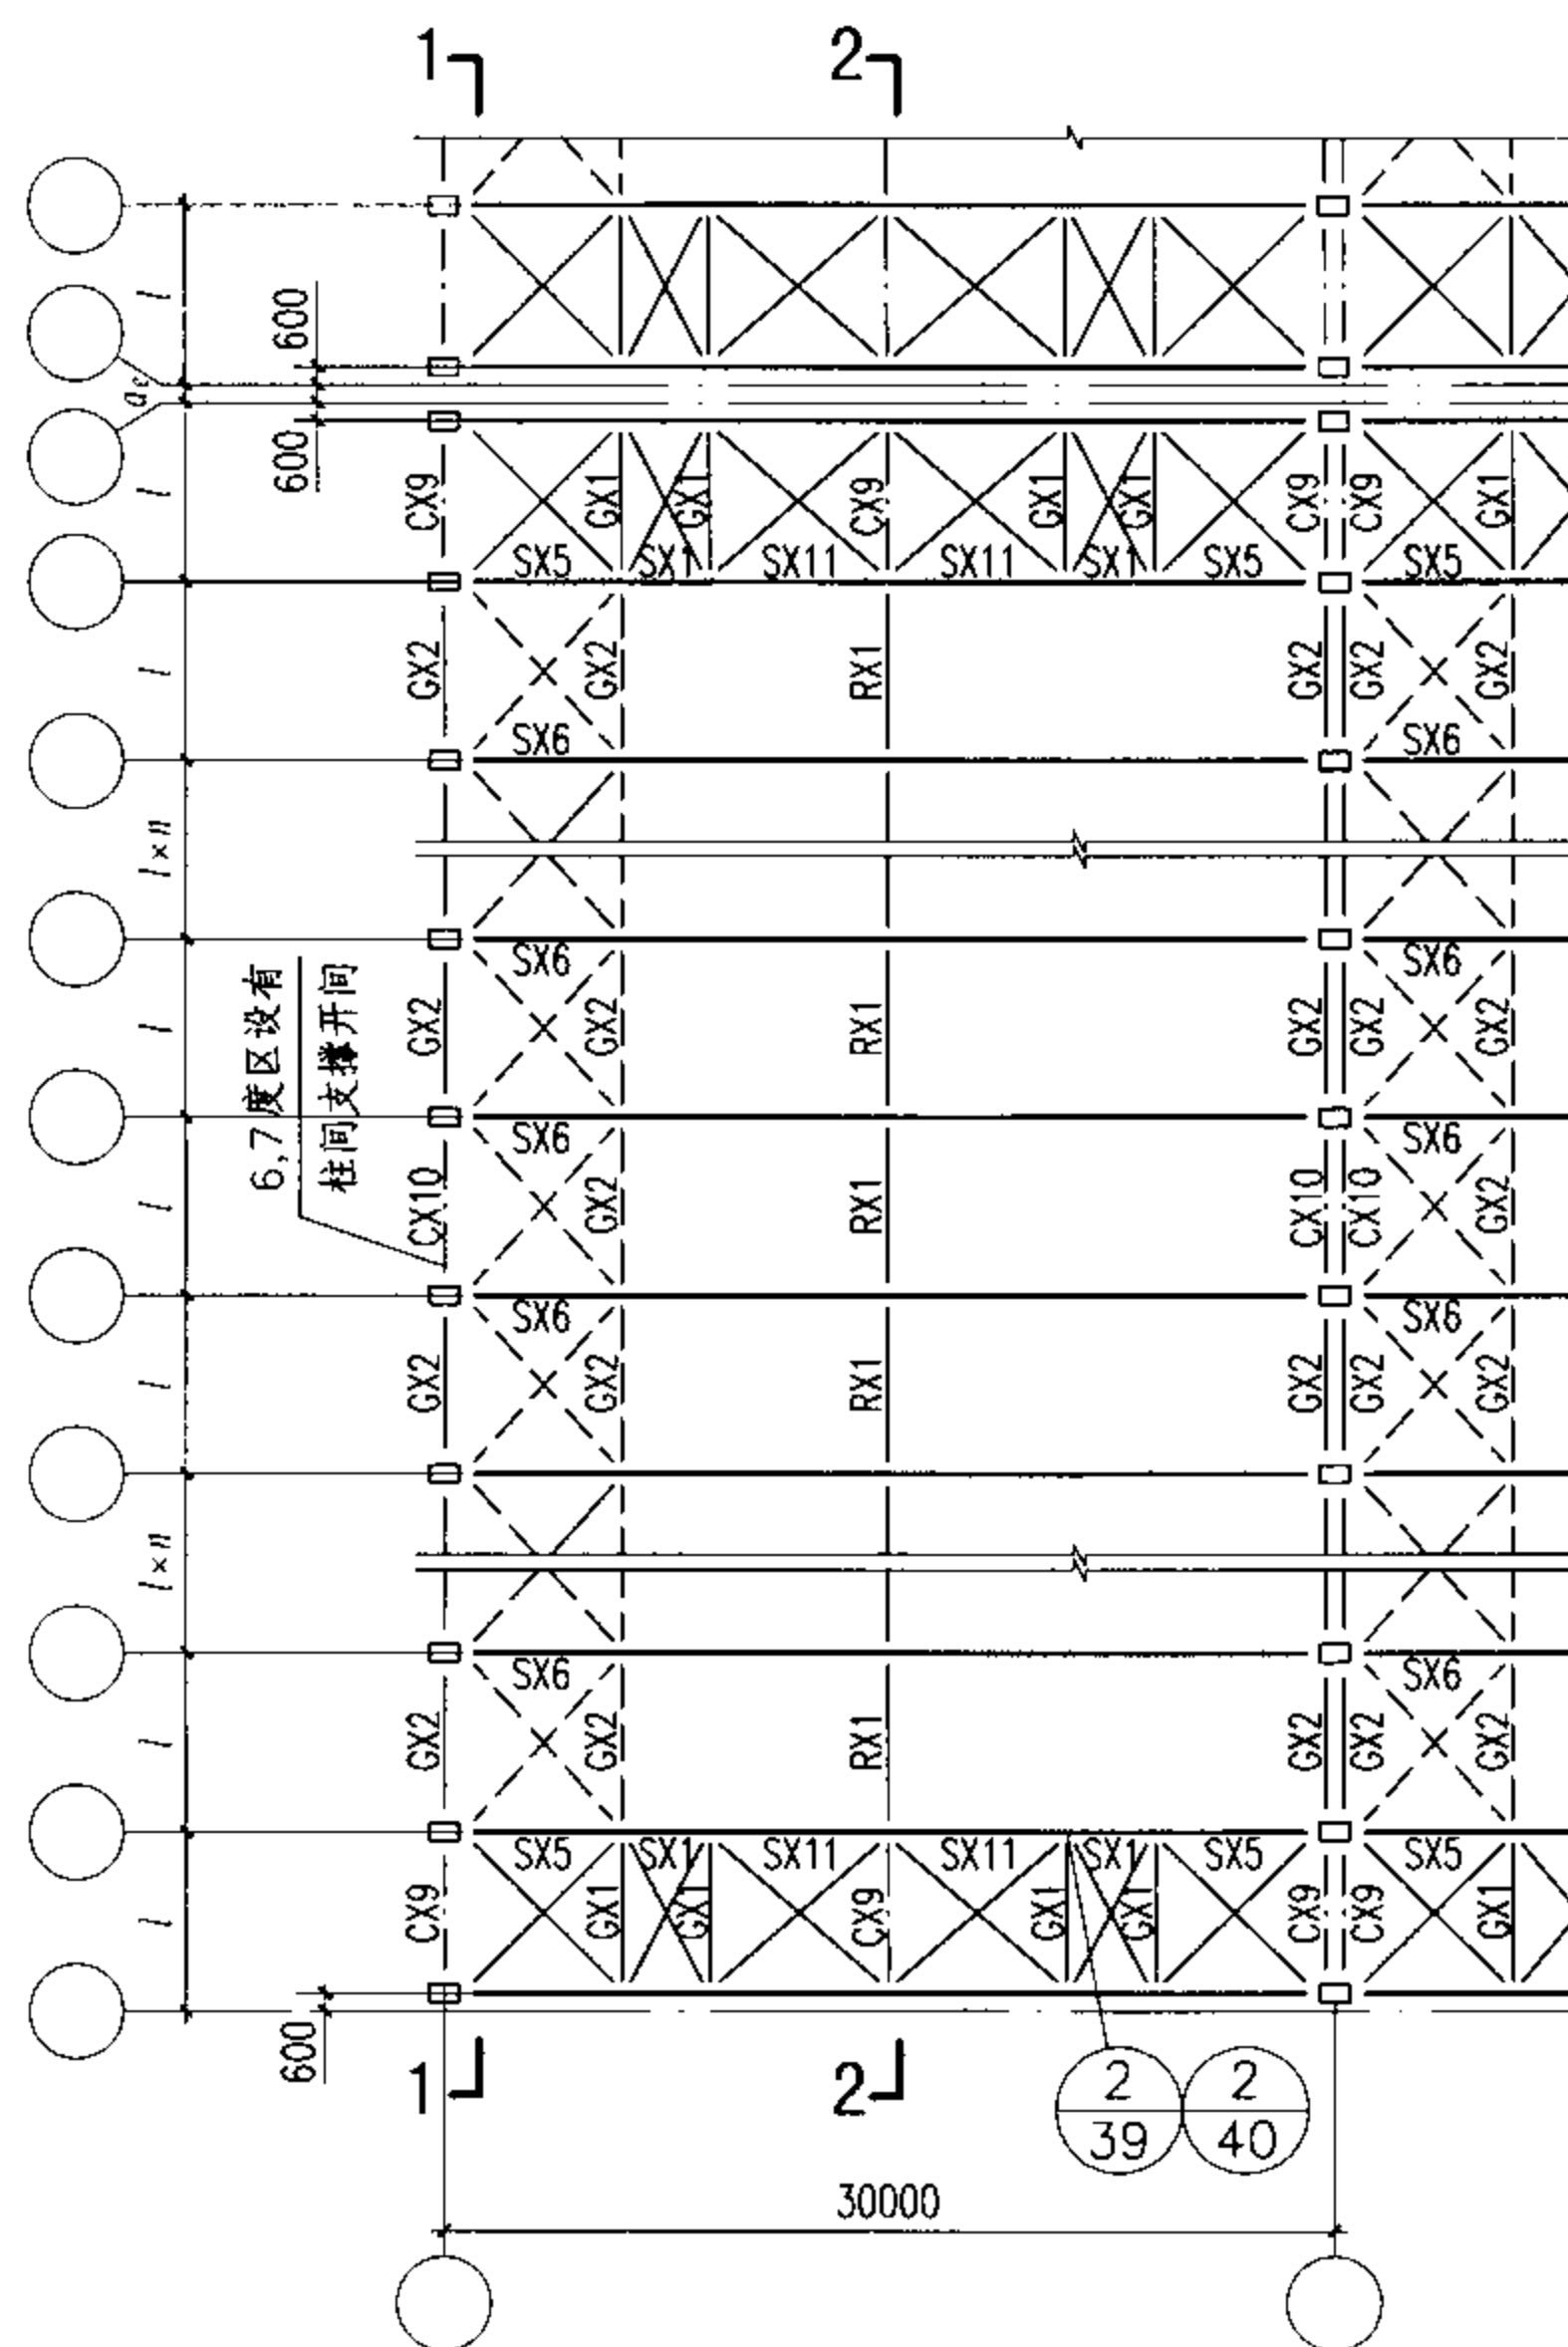 1 2
l
600
a c
600
l
CX9 GX1 GX1 CX9 GX1 GX1 CX9 CX9 GX1
SX5 SX1 SX11 SX11 SX1 SX5 SX5
l
GX2 GX2 RX1 GX2 GX2 GX2
SX6 SX6
l×n
SX6 SX6
l
GX2 GX2 RX1 GX2 GX2 GX2
6,7度区设有
柱间支撑开间
SX6 SX6
l
CX10 GX2 RX1 CX10 CX10 GX2
SX6 SX6
l
GX2 GX2 RX1 GX2 GX2 GX2
l×n
SX6 SX6
l
GX2 GX2 RX1 GX2 GX2 GX2
SX5 SX1 SX11 SX11 SX1 SX5 SX5
l
CX9 GX1 GX1 CX9 GX1 GX1 CX9 CX9 GX1
600
1 2
2 2
39 40
30000